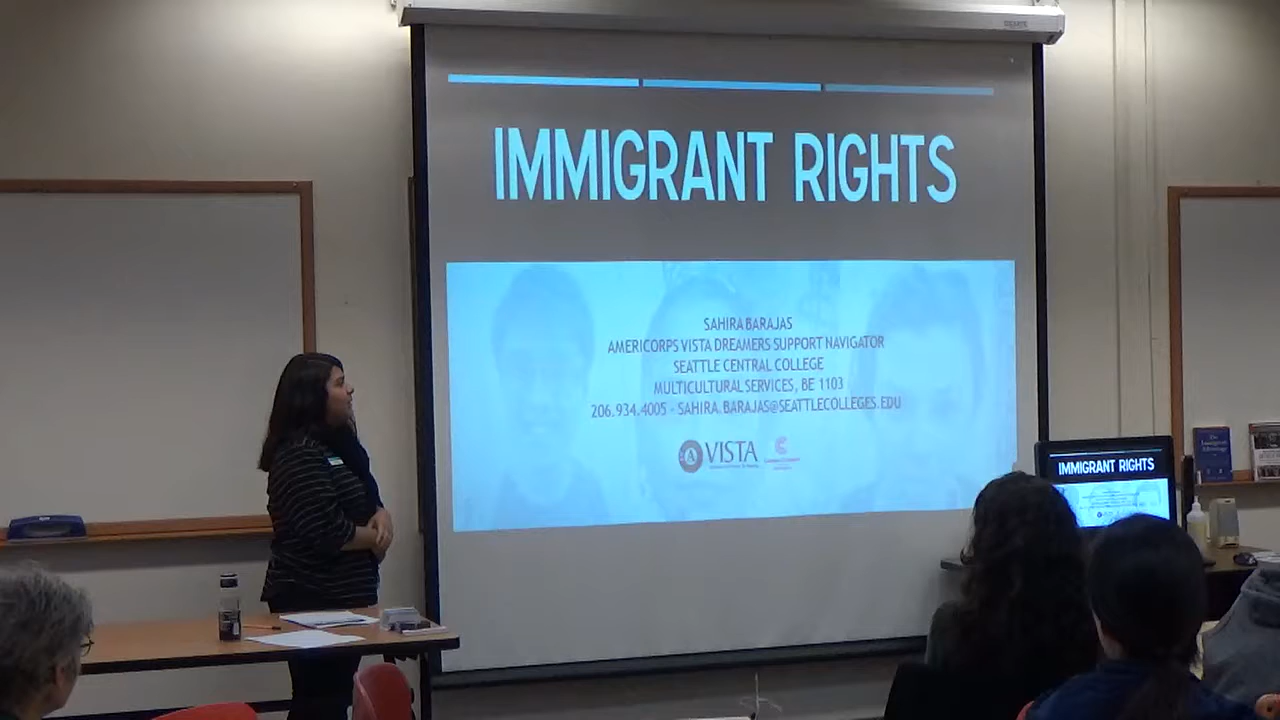 IMMIGRANT RIGHTS
SAHIRA BARAJAS
AMERICORPS VISTA DREAMERS SUPPORT NAVIGATOR
SEATTLE CENTRAL COLLEGE
MULTICULTURAL SERVICES, BE 1103
206.934.4005 - SAHIRA.BARAJAS@SEATTLECOLLEGES.EDU
A VISTA
IMMIGRANT RIGHTS
VISTA